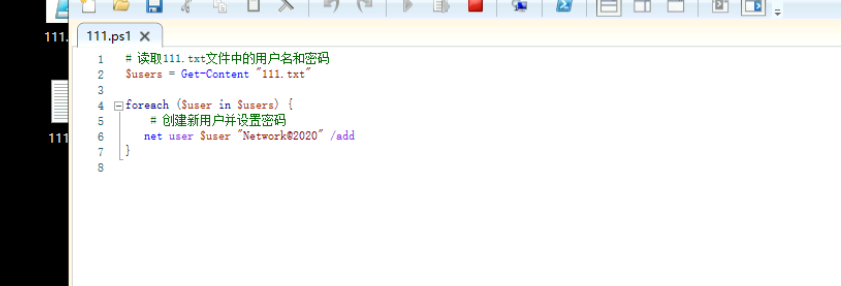 111.
111.ps1
1 # 读取111.txt文件中的用户名和密码
2 $users = Get-Content "111.txt"
3
4 foreach ($user in $users) {
5 # 创建新用户并设置密码
111
6 net user $user "Network@2020" /add
7 }
8